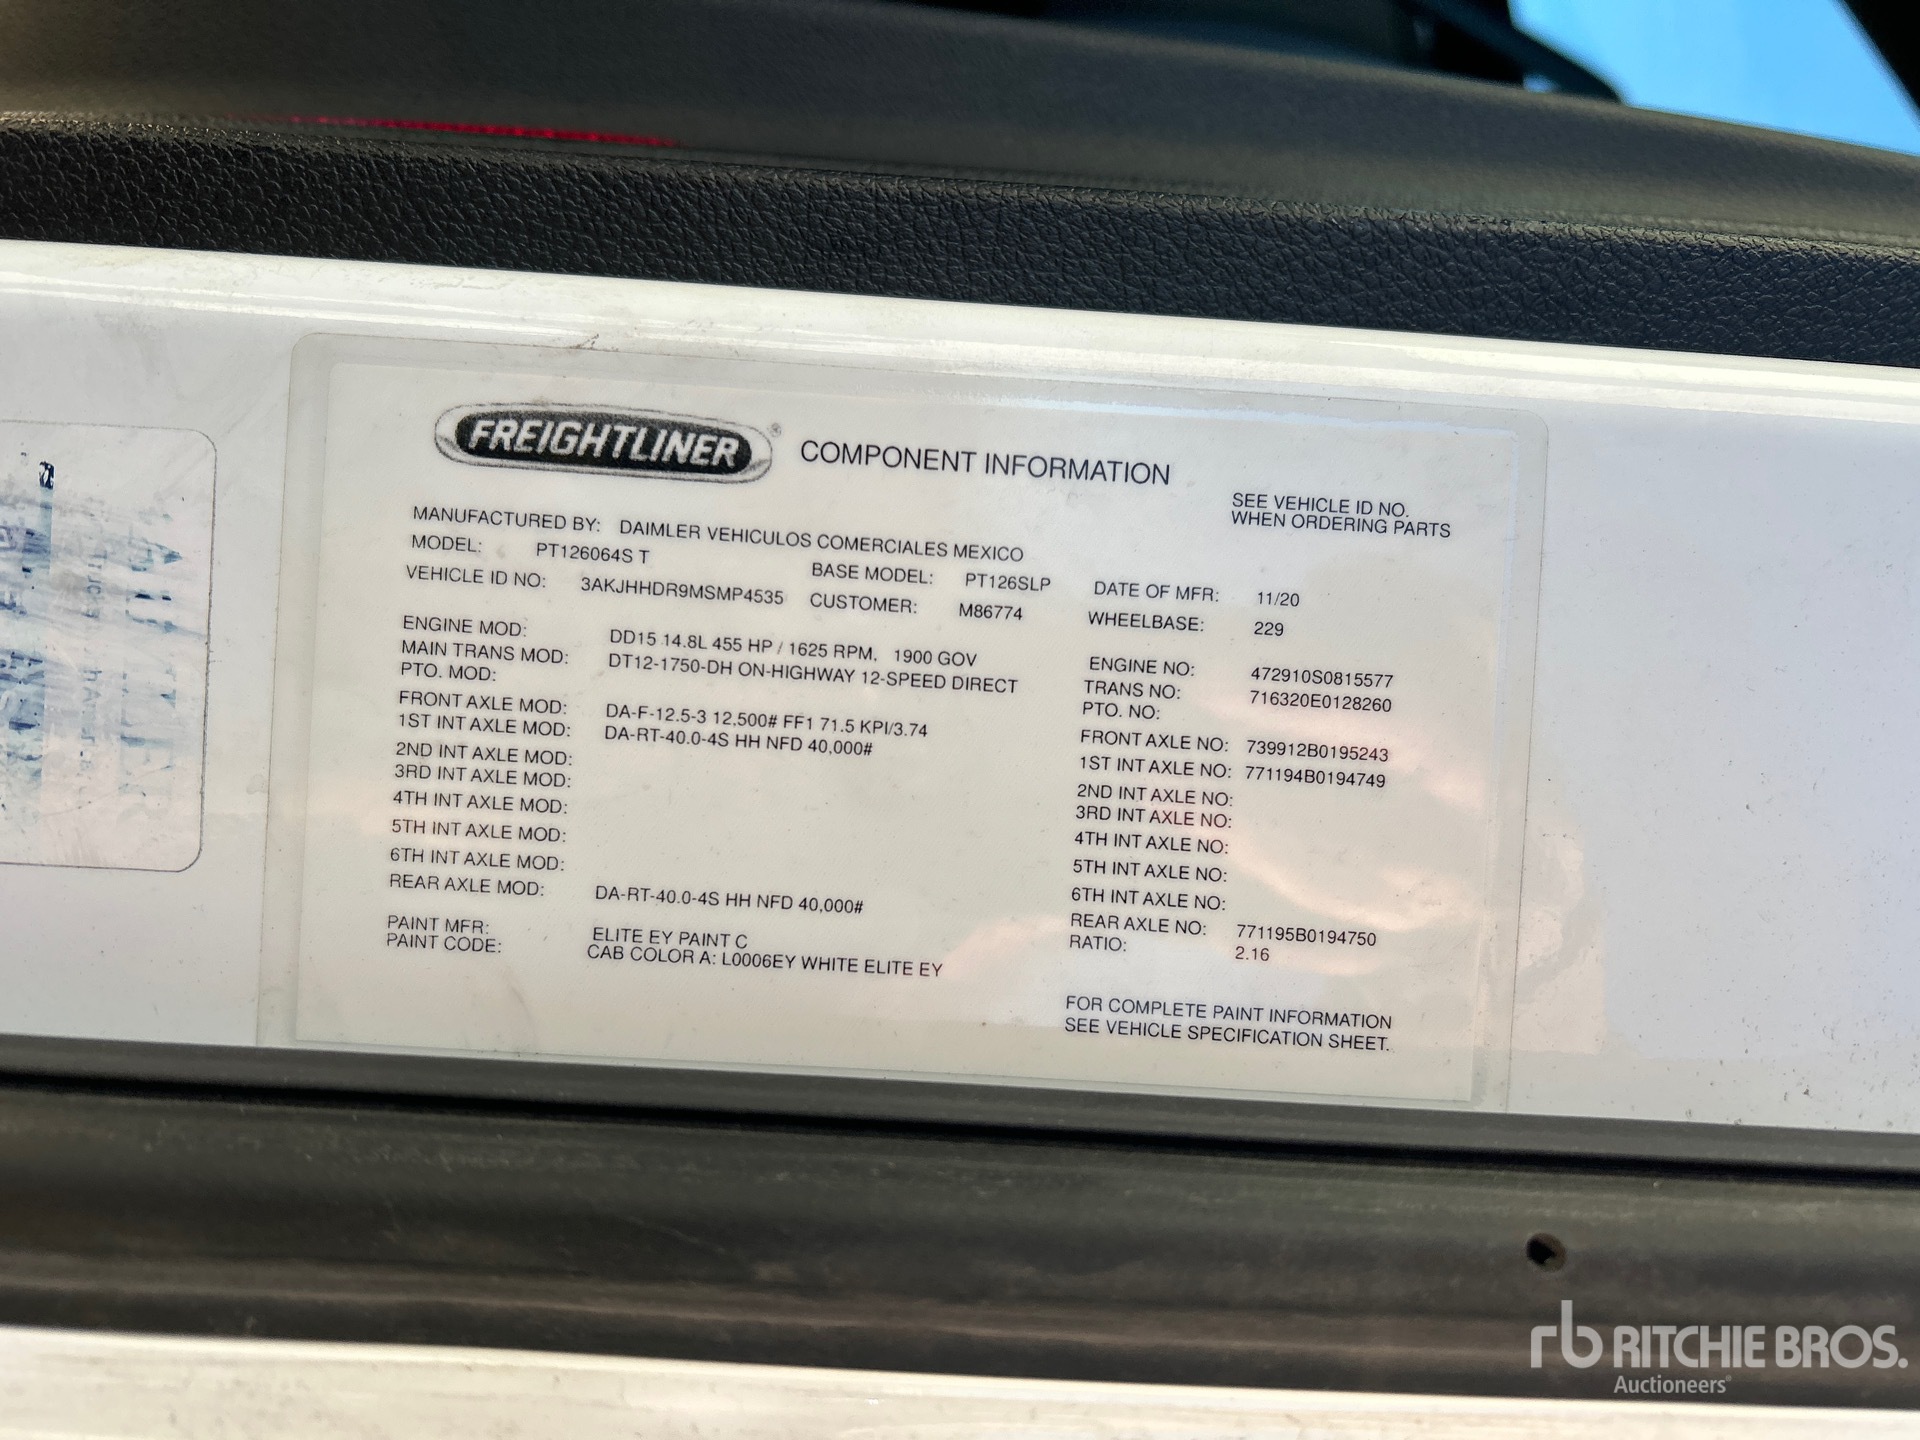 FREIGHTLINER® COMPONENT INFORMATION
SEE VEHICLE ID NO.
WHEN ORDERING PARTS
MANUFACTURED BY: DAIMLER VEHICULOS COMERCIALES MEXICO
MODEL: PT126064S T BASE MODEL: PT126SLP DATE OF MFR: 11/20
VEHICLE ID NO: 3AKJHHDR9MSMP4535 CUSTOMER: M86774 WHEELBASE: 229
ENGINE MOD: DD15 14.8L 455 HP / 1625 RPM, 1900 GOV ENGINE NO: 472910S0815577
MAIN TRANS MOD: DT12-1750-DH ON-HIGHWAY 12-SPEED DIRECT TRANS NO: 716320E0128260
PTO. MOD: PTO. NO:
FRONT AXLE MOD: DA-F-12.5-3 12,500# FF1 71.5 KPI/3.74 FRONT AXLE NO: 739912B0195243
1ST INT AXLE MOD: DA-RT-40.0-4S HH NFD 40,000# 1ST INT AXLE NO: 771194B0194749
2ND INT AXLE MOD: 2ND INT AXLE NO:
3RD INT AXLE MOD: 3RD INT AXLE NO:
4TH INT AXLE MOD: 4TH INT AXLE NO:
5TH INT AXLE MOD: 5TH INT AXLE NO:
6TH INT AXLE MOD: 6TH INT AXLE NO:
REAR AXLE MOD: DA-RT-40.0-4S HH NFD 40,000# REAR AXLE NO: 771195B0194750
RATIO: 2.16
PAINT MFR: ELITE EY PAINT C
PAINT CODE: CAB COLOR A: L0006EY WHITE ELITE EY
FOR COMPLETE PAINT INFORMATION
SEE VEHICLE SPECIFICATION SHEET.
rb RITCHIE BROS.
Auctioneers